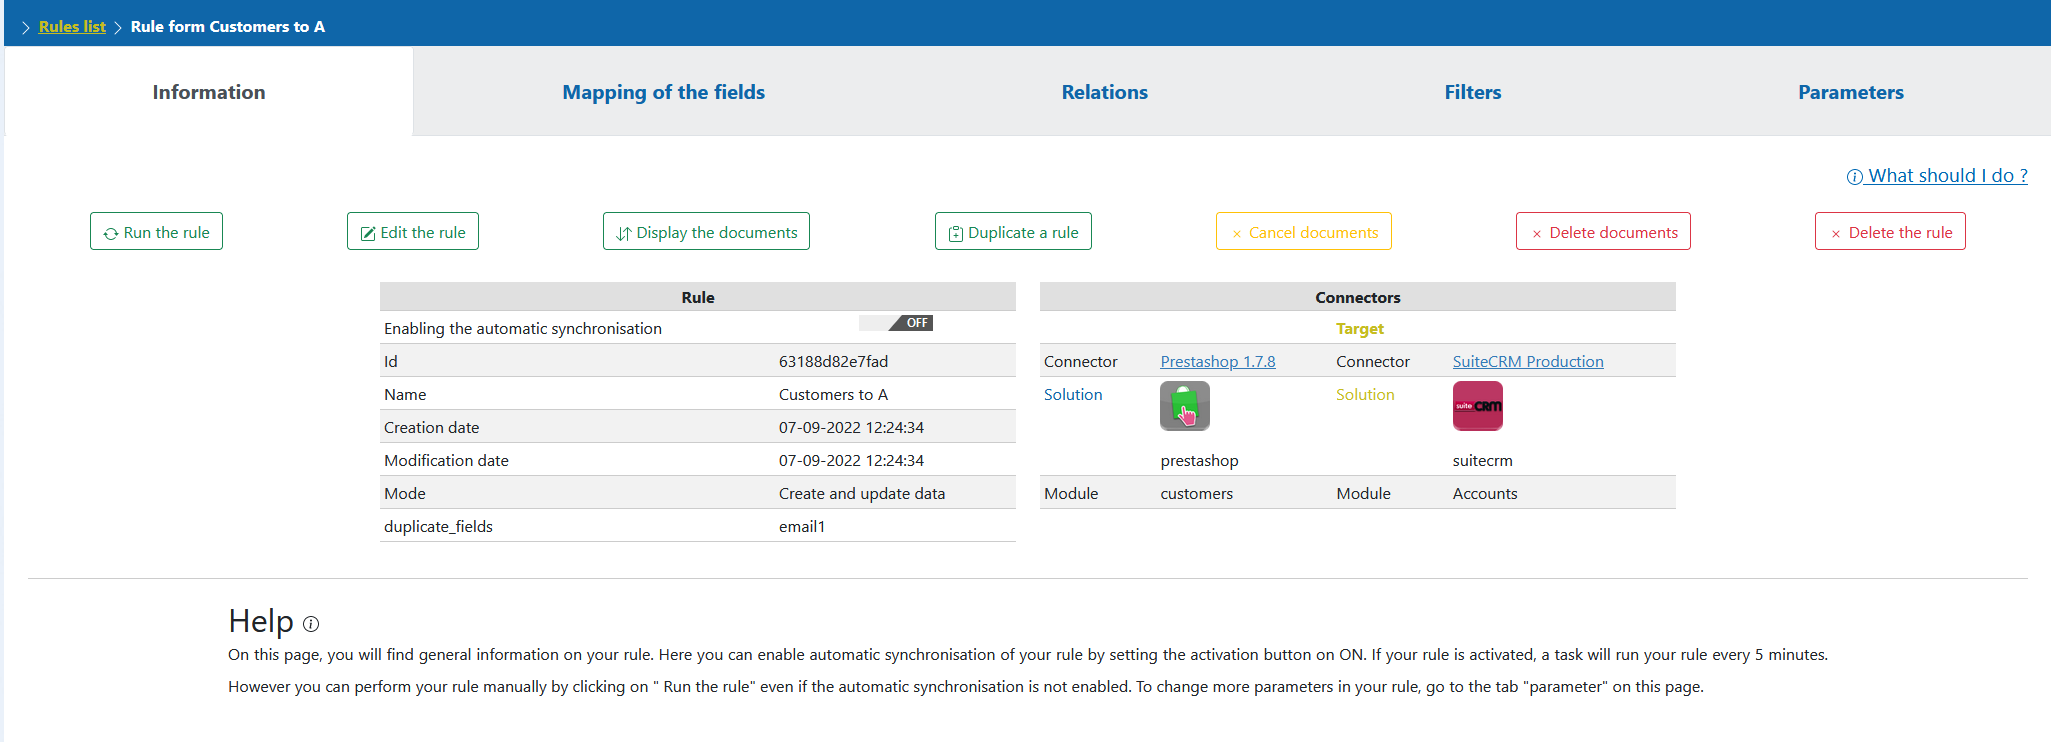 Rules list Rule form Customers to A
Information Mapping of the fields Relations Filters Parameters
What should I do ?
Run the rule Edit the rule Display the documents Duplicate a rule × Cancel documents × Delete documents × Delete the rule
Rule
Enabling the automatic synchronisation OFF
Id 63188d82e7fad
Name Customers to A
Creation date 07-09-2022 12:24:34
Modification date 07-09-2022 12:24:34
Mode Create and update data
duplicate_fields email1
Connectors
Target
Connector Prestashop 1.7.8 Connector SuiteCRM Production
Solution Solution suiteCRM
prestashop suitecrm
Module customers Module Accounts
Help
On this page, you will find general information on your rule. Here you can enable automatic synchronisation of your rule by setting the activation button on ON. If your rule is activated, a task will run your rule every 5 minutes.
However you can perform your rule manually by clicking on " Run the rule" even if the automatic synchronisation is not enabled. To change more parameters in your rule, go to the tab "parameter" on this page.